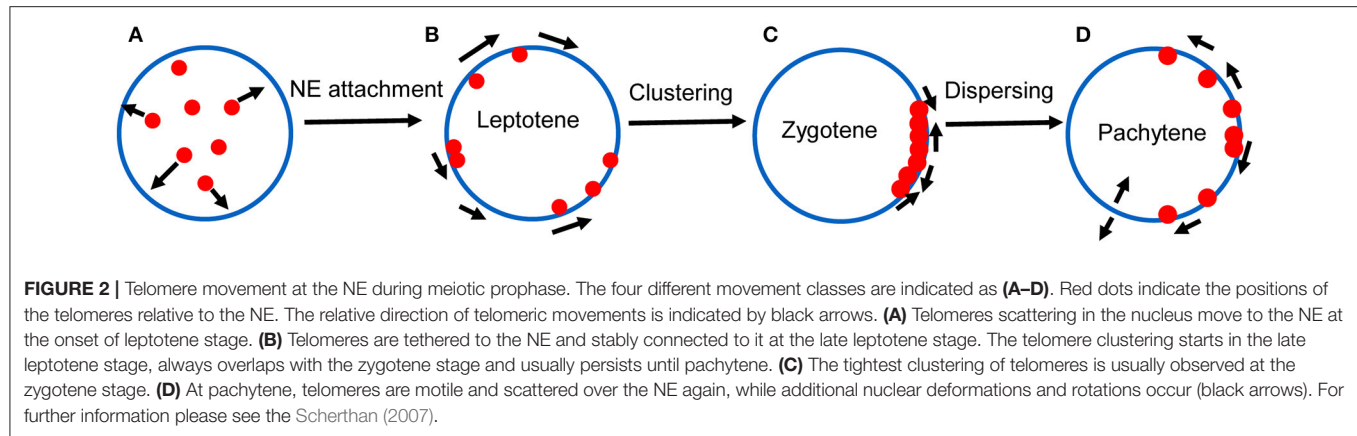 A
B
C
D
NE attachment
Leptotene
Clustering
Zygotene
Dispersing
Pachytene
FIGURE 2 | Telomere movement at the NE during meiotic prophase. The four different movement classes are indicated as (A–D). Red dots indicate the positions of
the telomeres relative to the NE. The relative direction of telomeric movements is indicated by black arrows. (A) Telomeres scattering in the nucleus move to the NE at
the onset of leptotene stage. (B) Telomeres are tethered to the NE and stably connected to it at the late leptotene stage. The telomere clustering starts in the late
leptotene stage, always overlaps with the zygotene stage and usually persists until pachytene. (C) The tightest clustering of telomeres is usually observed at the
zygotene stage. (D) At pachytene, telomeres are motile and scattered over the NE again, while additional nuclear deformations and rotations occur (black arrows). For
further information please see the Scherthan (2007).